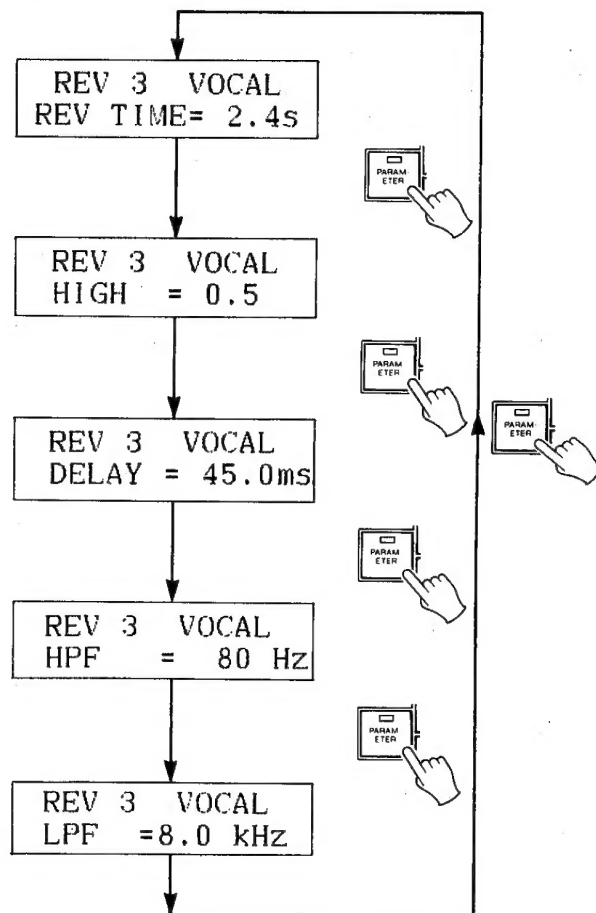 REV 3 VOCAL
REV TIME= 2.4s
PARAM-
ETER
REV 3 VOCAL
HIGH = 0.5
PARAM
ETER
PARAM-
ETER
REV 3 VOCAL
DELAY = 45.0ms
PARAM
ETER
REV 3 VOCAL
HPF = 80 Hz
PARAM
ETER
REV 3 VOCAL
LPF =8.0 kHz